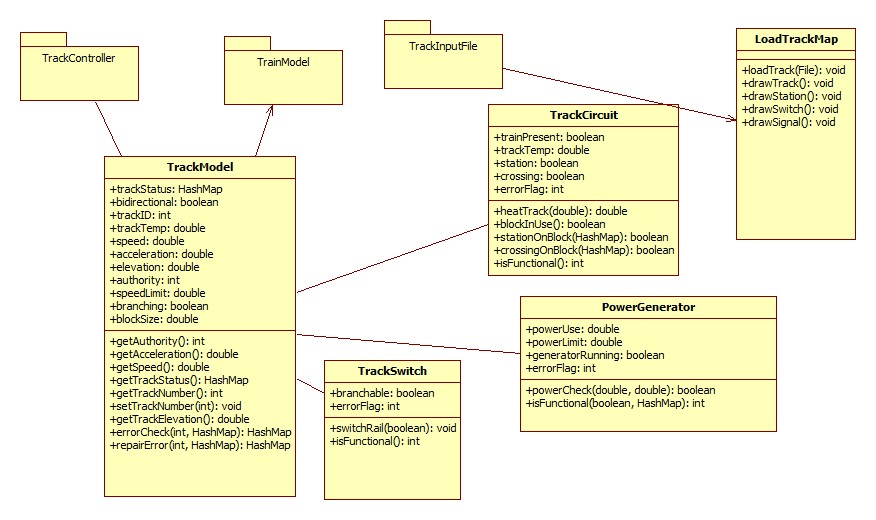 TrackController
TrainModel
TrackInputFile
LoadTrackMap
+loadTrack(File): void
+drawTrack(): void
+drawStation(): void
+drawSwitch(): void
+drawSignal(): void
TrackCircuit
+trainPresent: boolean
+trackTemp: double
+station: boolean
+crossing: boolean
+errorFlag: int
+heatTrack(double): double
+blockInUse(): boolean
+stationOnBlock(HashMap): boolean
+crossingOnBlock(HashMap): boolean
+isFunctional(): int
TrackModel
+trackStatus: HashMap
+bidirectional: boolean
+trackID: int
+trackTemp: double
+speed: double
+acceleration: double
+elevation: double
+authority: int
+speedLimit: double
+branching: boolean
+blockSize: double
+getAuthority(): int
+getAcceleration(): double
+getSpeed(): double
+getTrackStatus(): HashMap
+getTrackNumber(): int
+setTrackNumber(int): void
+getTrackElevation(): double
+errorCheck(int, HashMap): HashMap
+repairError(int, HashMap): HashMap
PowerGenerator
+powerUse: double
+powerLimit: double
+generatorRunning: boolean
+errorFlag: int
+powerCheck(double, double): boolean
+isFunctional(boolean, HashMap): int
TrackSwitch
+branchable: boolean
+errorFlag: int
+switchRail(boolean): void
+isFunctional(): int